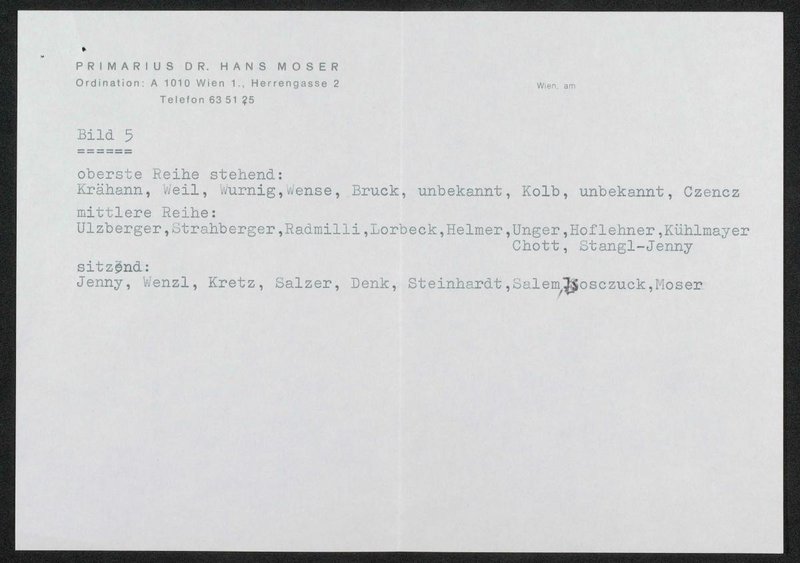 PRIMARIUS DR. HANS MOSER
Ordination: A 1010 Wien 1., Herrengasse 2
Telefon 63 51 25
Wien, am
Bild 5
======
oberste Reihe stehend:
Krähann, Weil, Wurnig,Wense, Bruck, unbekannt, Kolb, unbekannt, Czencz
mittlere Reihe:
Ulzberger,Strahberger,Radmilli,Lorbeck,Helmer,Unger,Hoflehner,Kühlmayer
Chott, Stangl-Jenny
sitzend:
Jenny, Wenzl, Kretz, Salzer, Denk, Steinhardt,Salem, Kosczuck,Moser